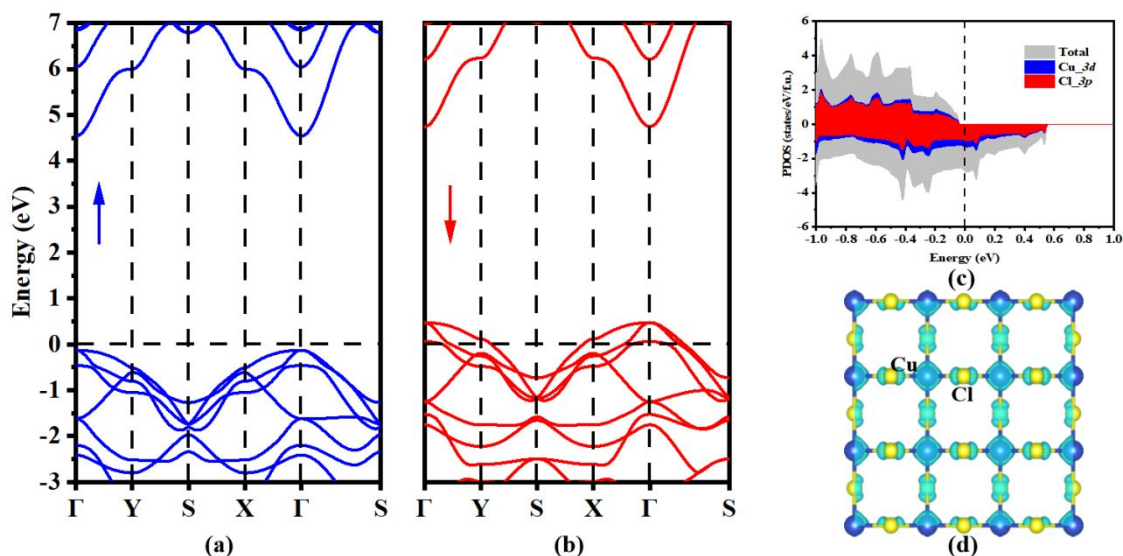 Energy (eV)
7
6
5
4
3
2
1
0
-1
-2
-3
Γ Y S X Γ S
(a)
Γ Y S X Γ S
(b)
PDOS (states/eV/f.u.)
6
4
2
0
-2
-4
-6
Total
Cu_3d
Cl_3p
-1.0 -0.8 -0.6 -0.4 -0.2 0.0 0.2 0.4 0.6 0.8 1.0
Energy (eV)
(c)
Cu
Cl
(d)